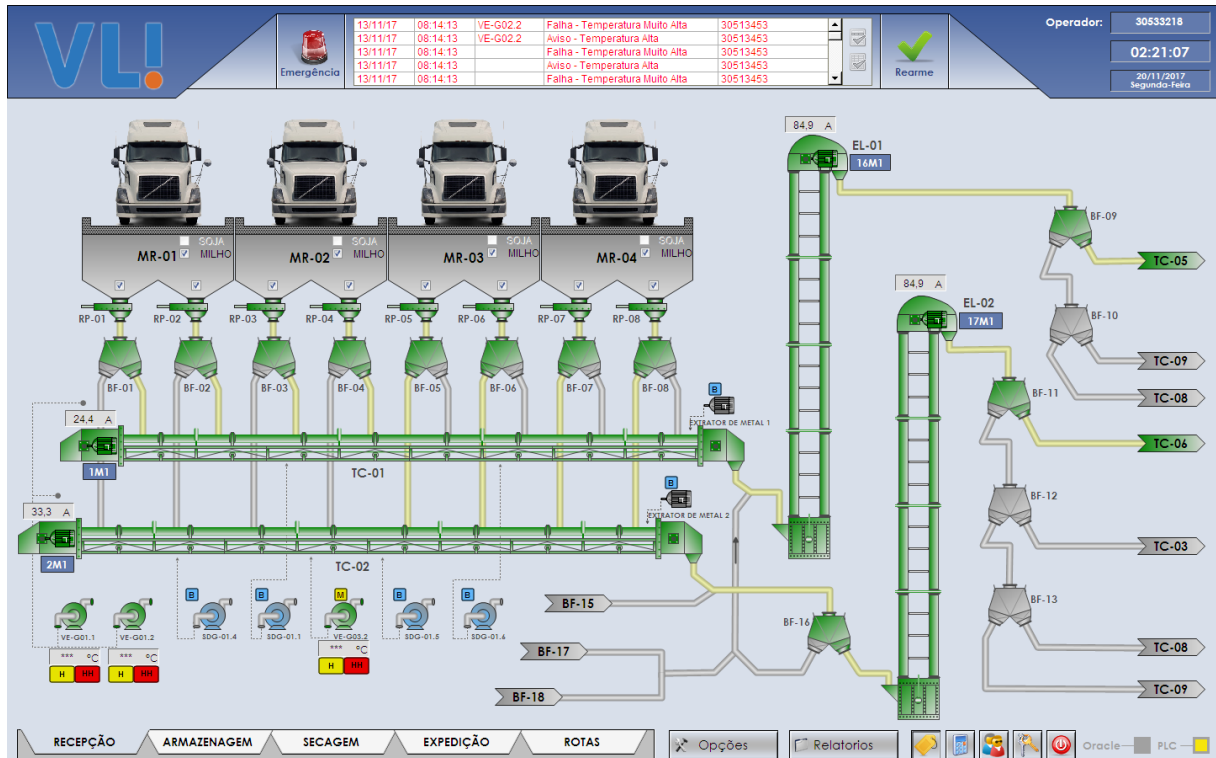 VL!
Emergência
13/11/17 08:14:13 VE-G02.2 Falha - Temperatura Muito Alta 30513453
13/11/17 08:14:13 VE-G02.2 Aviso - Temperatura Alta 30513453
13/11/17 08:14:13 Falha - Temperatura Muito Alta 30513453
13/11/17 08:14:13 Aviso - Temperatura Alta 30513453
13/11/17 08:14:13 Falha - Temperatura Muito Alta 30513453
Rearme
Operador: 30533218
02:21:07
20/11/2017
Segunda-Feira
84,9 A
EL-01
16M1
SOJA SOJA SOJA SOJA
MR-01 MILHO MR-02 MILHO MR-03 MILHO MR-04 MILHO
BF-09
TC-05
84,9 A
EL-02
17M1
RP-01 RP-02 RP-03 RP-04 RP-05 RP-06 RP-07 RP-08
BF-10
TC-09
BF-01 BF-02 BF-03 BF-04 BF-05 BF-06 BF-07 BF-08
B
BF-11
TC-08
24,4 A
EXTRATOR DE METAL 1
TC-06
1M1
TC-01
B
BF-12
33,3 A
EXTRATOR DE METAL 2
TC-03
2M1
TC-02
B B M B B
BF-15
BF-13
BF-16
VE-G01.1 VE-G01.2 SDG-01.4 SDG-01.1 VE-G03.2 SDG-01.5 SDG-01.6
*** ºC *** ºC *** ºC
H HH H HH H HH
BF-17
TC-08
BF-18
TC-09
RECEPÇÃO ARMAZENAGEM SECAGEM EXPEDIÇÃO ROTAS Opções Relatorios Oracle PLC